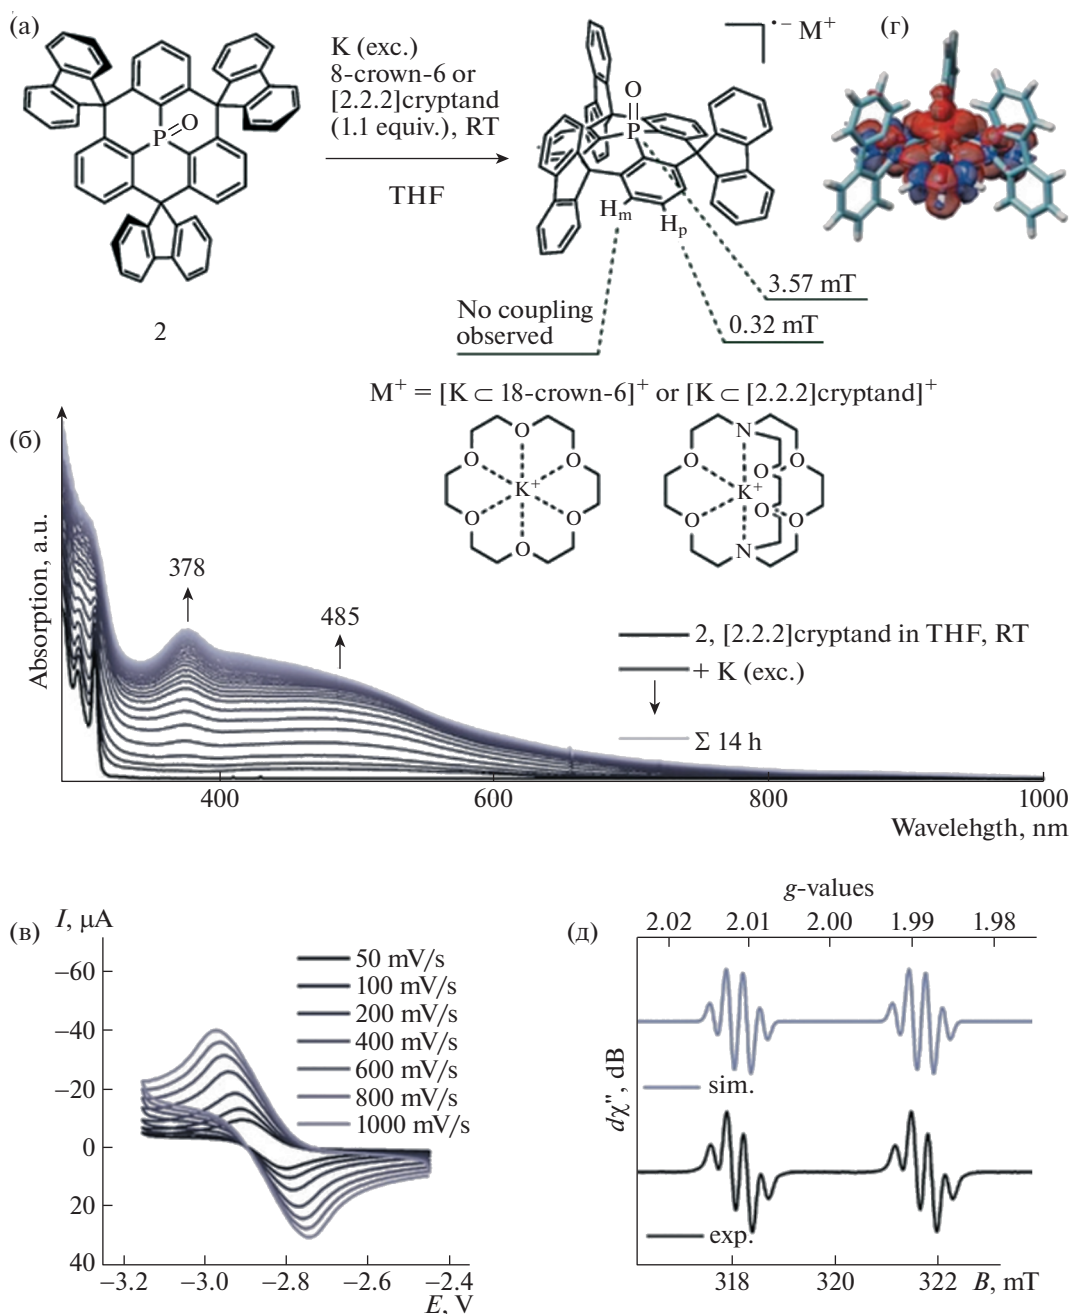 (а)
K (exc.)
8-crown-6 or
[2.2.2]cryptand
(1.1 equiv.), RT
THF
P
O
2
O
P
H_m
H_p
•− M⁺
(г)
3.57 mT
0.32 mT
No coupling
observed
M⁺ = [K ⊂ 18-crown-6]⁺ or [K ⊂ [2.2.2]cryptand]⁺
O
O O
K⁺
O O
O
N
O O O
K⁺
O O O
N
(б)
Absorption, a.u.
378
485
2, [2.2.2]cryptand in THF, RT
+ K (exc.)
Σ 14 h
400 600 800 1000
Wavelehgth, nm
(в)
I, μA
−60
−40
−20
0
20
40
50 mV/s
100 mV/s
200 mV/s
400 mV/s
600 mV/s
800 mV/s
1000 mV/s
−3.2 −3.0 −2.8 −2.6 −2.4
E, V
(д)
g-values
2.02 2.01 2.00 1.99 1.98
dχ", dB
sim.
exp.
318 320 322 B, mT